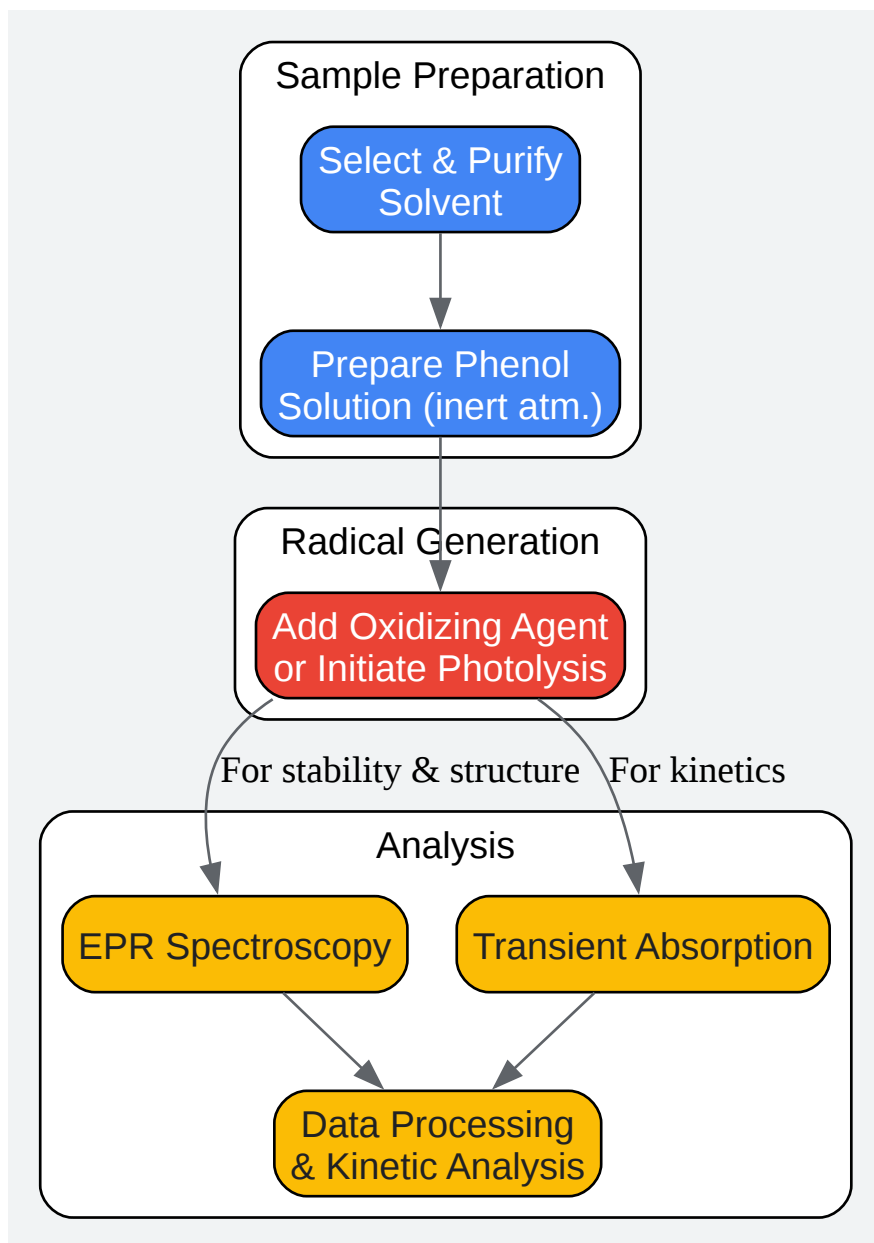 Sample Preparation
Select & Purify
Solvent
Prepare Phenol
Solution (inert atm.)
Radical Generation
Add Oxidizing Agent
or Initiate Photolysis
For stability & structure
For kinetics
Analysis
EPR Spectroscopy
Transient Absorption
Data Processing
& Kinetic Analysis